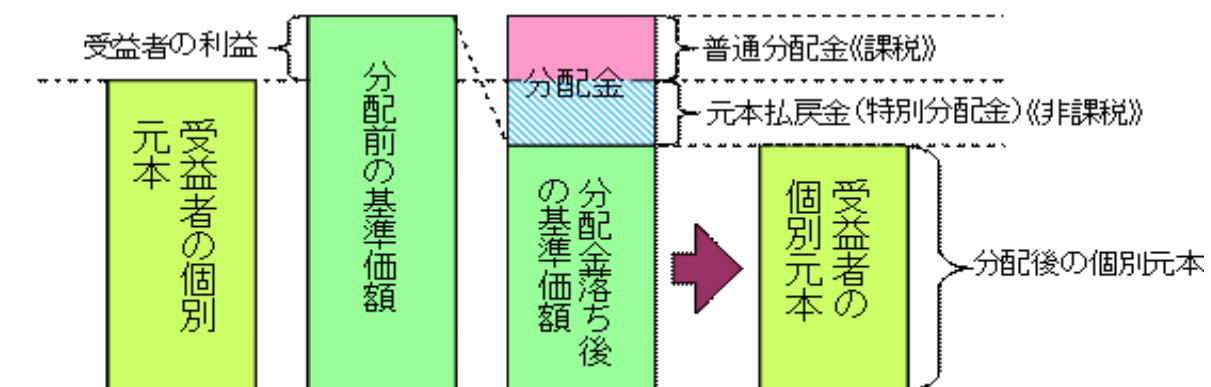 受益者の利益
受益者の個別
元本
分配前の基準価額
分配金
分配金落ち後
の基準価額
普通分配金《課税》
元本払戻金(特別分配金)《非課税》
受益者の
個別元本
分配後の個別元本